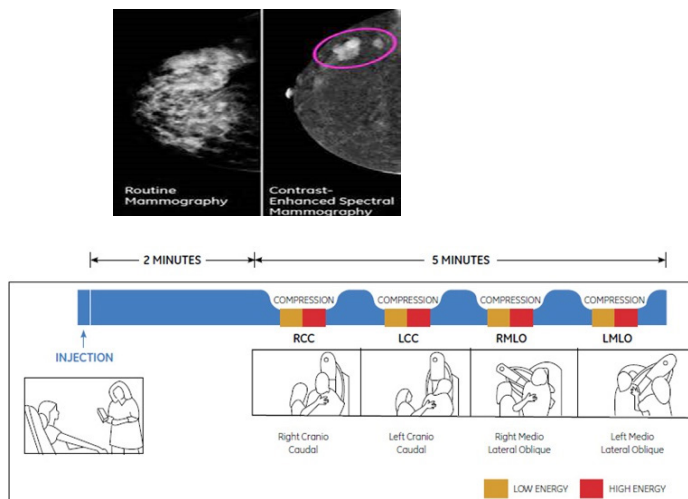 Routine
Mammography
Contrast-
Enhanced Spectral
Mammography
2 MINUTES
5 MINUTES
COMPRESSION
COMPRESSION
COMPRESSION
COMPRESSION
INJECTION
RCC
LCC
RMLO
LMLO
Right Cranio
Caudal
Left Cranio
Caudal
Right Medio
Lateral Oblique
Left Medio
Lateral Oblique
LOW ENERGY
HIGH ENERGY